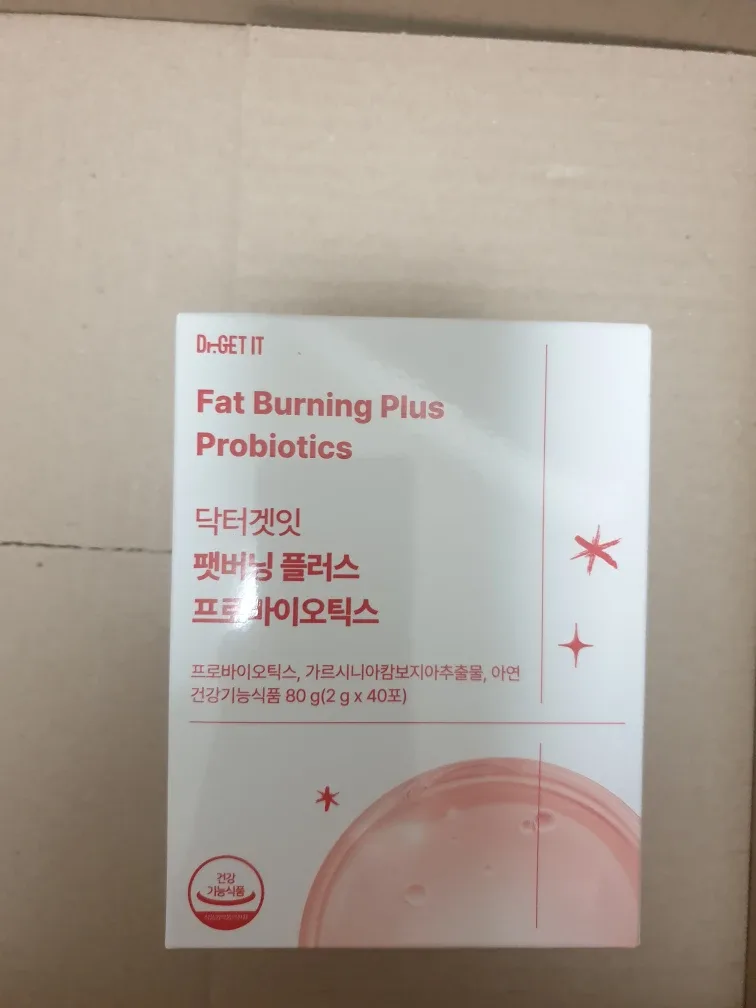 Dr.GET IT
Fat Burning Plus
Probiotics
닥터겟잇
팻버닝 플러스
프로바이오틱스
프로바이오틱스, 가르시니아캄보지아추출물, 아연
건강기능식품 80 g(2 g x 40포)
건강
기능식품